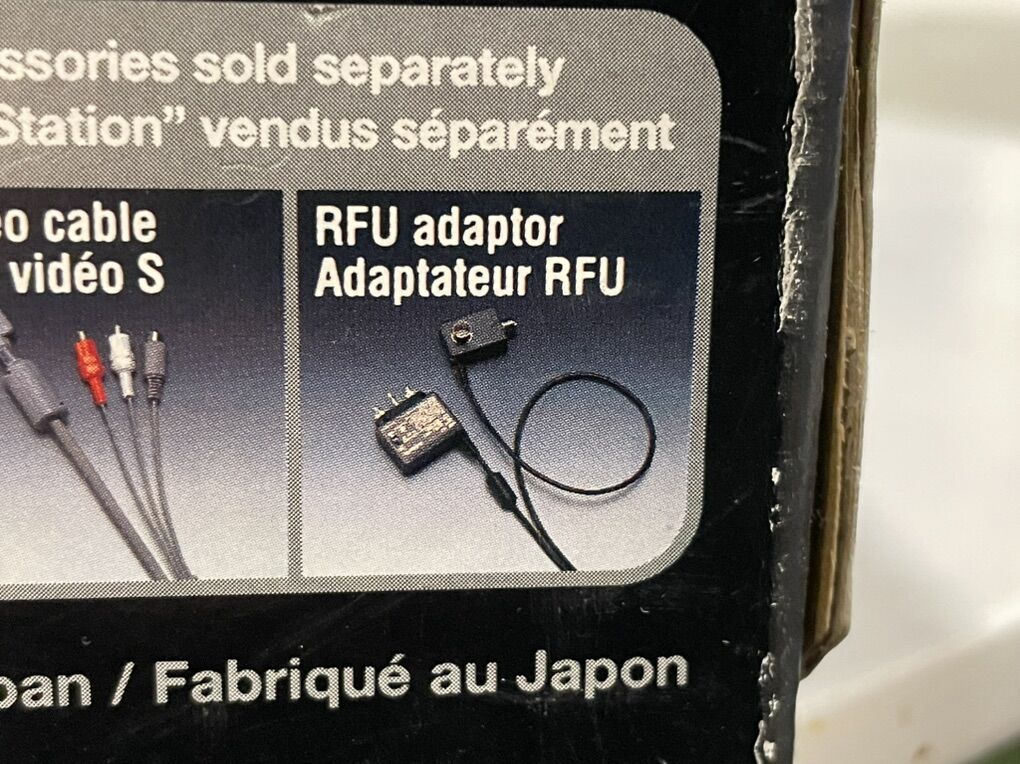 ssories sold separately
Station” vendus séparément
eo cable
vidéo S
RFU adaptor
Adaptateur RFU
pan / Fabriqué au Japon